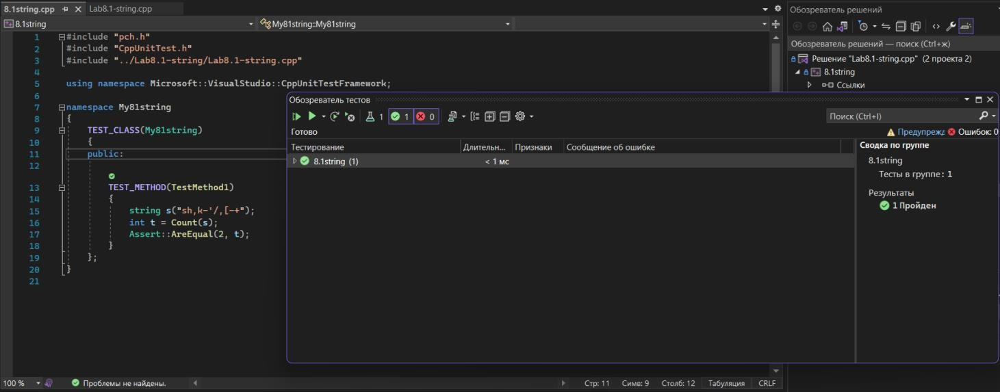 8.1string.cpp
Lab8.1-string.cpp
8.1string
My81string::My81string
1 #include "pch.h"
2 #include "CppUnitTest.h"
3 #include "../Lab8.1-string/Lab8.1-string.cpp"
4
5 using namespace Microsoft::VisualStudio::CppUnitTestFramework;
6
7 namespace My81string
8 {
9 TEST_CLASS(My81string)
10 {
11 public:
12
13 TEST_METHOD(TestMethod1)
14 {
15 string s("sh,k-'/,[-+");
16 int t = Count(s);
17 Assert::AreEqual(2, t);
18 }
19 };
20 }
21
Обозреватель решений
Обозреватель решений — поиск (Ctrl+ж)
Решение "Lab8.1-string.cpp" (2 проекта 2)
8.1string
Ссылки
Обозреватель тестов
1 1 0
Поиск (Ctrl+I)
Готово
Предупрежд Ошибок: 0
Тестирование Длительн... Признаки Сообщение об ошибке
8.1string (1) < 1 мс
Сводка по группе
8.1string
Тесты в группе: 1
Результаты
1 Пройден
100 % Проблемы не найдены. Стр: 11 Симв: 9 Столб: 12 Табуляция CRLF